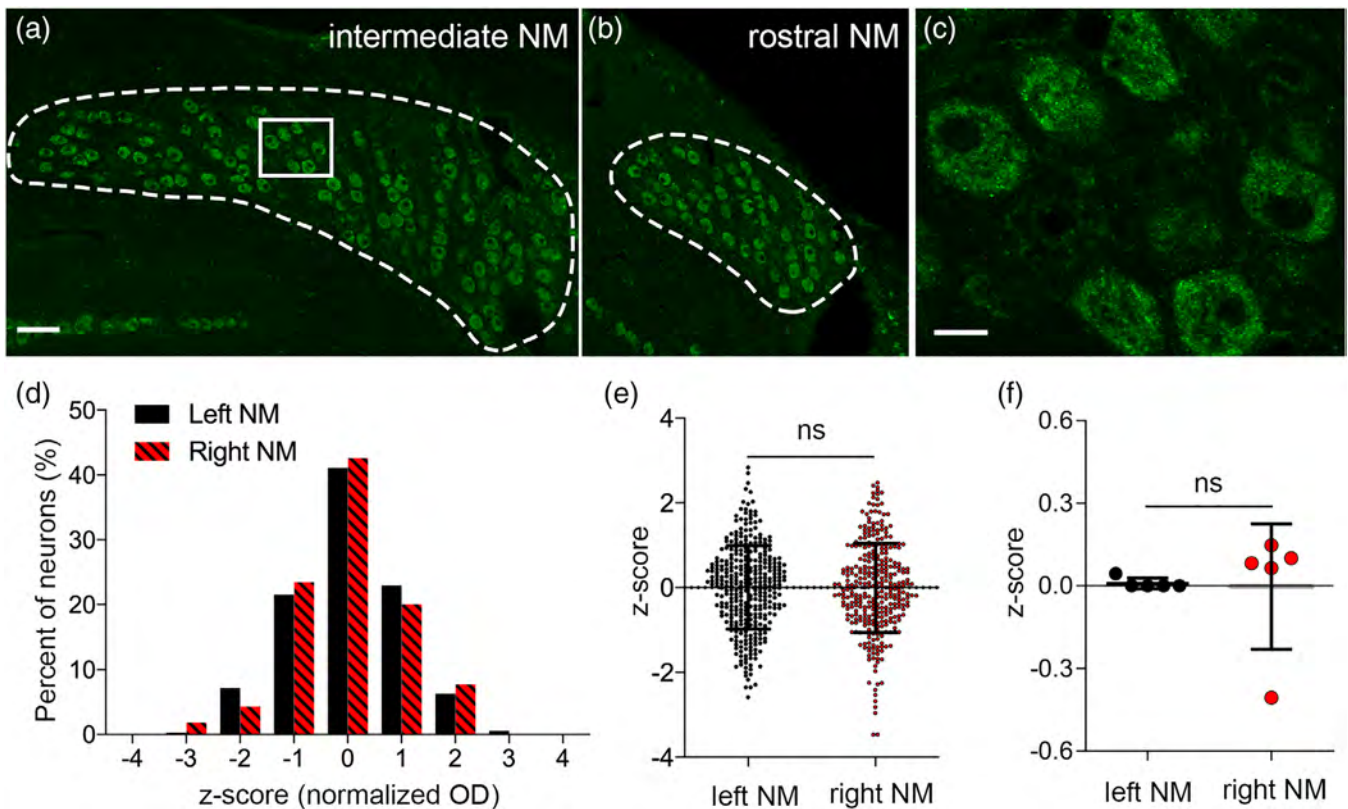 (a)
intermediate NM
(b)
rostral NM
(c)
(d)
50
40
30
20
10
0
Percent of neurons (%)
Left NM
Right NM
-4 -3 -2 -1 0 1 2 3 4
z-score (normalized OD)
(e)
4
2
0
-2
-4
z-score
ns
left NM right NM
(f)
0.6
0.3
0.0
-0.3
-0.6
z-score
ns
left NM right NM